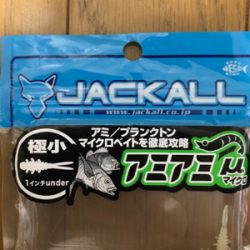 JACKALL
www.jackall.co.jp
極小
1インチunder
アミ／プランクトン
マイクロベイトを徹底攻略
アミアミμ
マイクロ